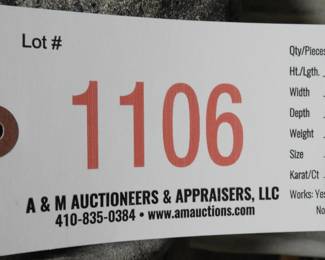 Lot #
1106
A & M AUCTIONEERS & APPRAISERS, LLC
410-835-0384 • www.amauctions.com
Qty/Pieces
Ht./Lgth.
Width
Depth
Weight
Size
Karat/Ct
Works: Yes
No